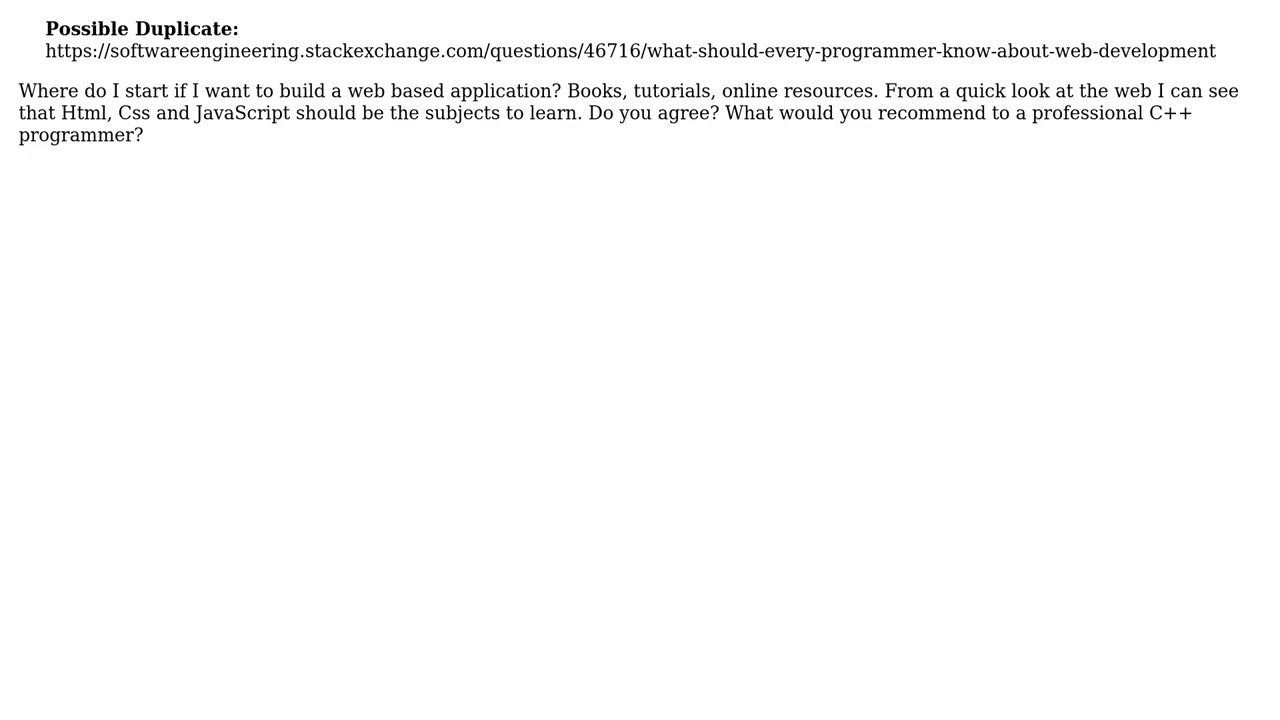 Possible Duplicate:
https://softwareengineering.stackexchange.com/questions/46716/what-should-every-programmer-know-about-web-development
Where do I start if I want to build a web based application? Books, tutorials, online resources. From a quick look at the web I can see
that Html, Css and JavaScript should be the subjects to learn. Do you agree? What would you recommend to a professional C++
programmer?